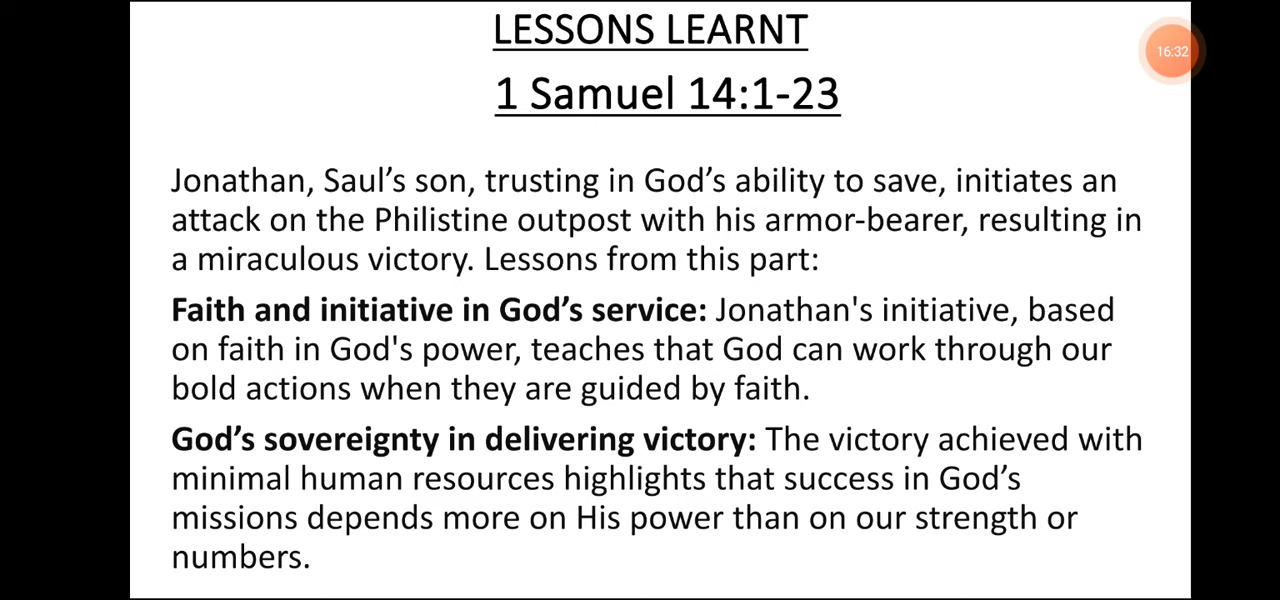 LESSONS LEARNT
16:32
1 Samuel 14:1-23
Jonathan, Saul’s son, trusting in God’s ability to save, initiates an
attack on the Philistine outpost with his armor-bearer, resulting in
a miraculous victory. Lessons from this part:
Faith and initiative in God’s service: Jonathan's initiative, based
on faith in God's power, teaches that God can work through our
bold actions when they are guided by faith.
God’s sovereignty in delivering victory: The victory achieved with
minimal human resources highlights that success in God’s
missions depends more on His power than on our strength or
numbers.